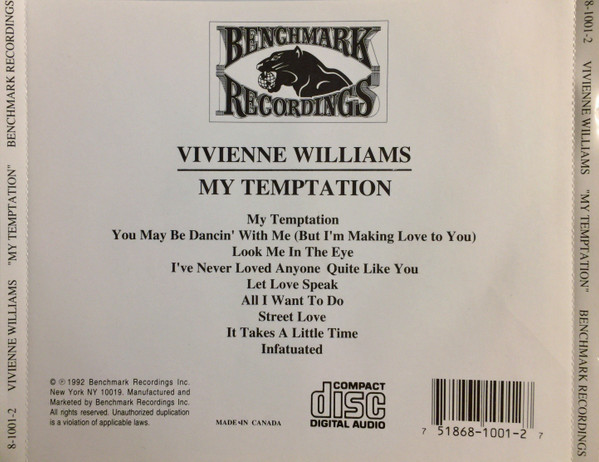 8-1001-2 VIVIENNE WILLIAMS "MY TEMPTATION" BENCHMARK RECORDINGS
BENCHMARK
RECORDINGS
VIVIENNE WILLIAMS
MY TEMPTATION
My Temptation
You May Be Dancin' With Me (But I'm Making Love to You)
Look Me In The Eye
I've Never Loved Anyone Quite Like You
Let Love Speak
All I Want To Do
Street Love
It Takes A Little Time
Infatuated
© ℗ 1992 Benchmark Recordings Inc.
New York NY 10019. Manufactured and
Marketed by Benchmark Recordings Inc.
All rights reserved. Unauthorized duplication
is a violation of applicable laws.
MADE IN CANADA
COMPACT
disc
DIGITAL AUDIO
7 51868-1001-2 7
8-1001-2 VIVIENNE WILLIAMS "MY TEMPTATION" BENCHMARK RECORDINGS